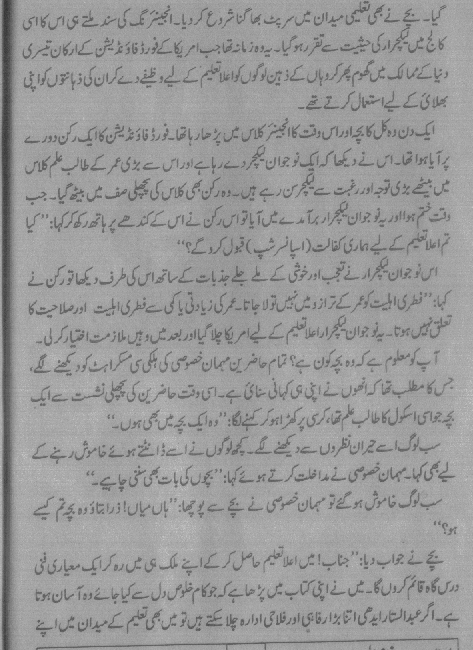 گیا۔ بچے نے بھی تعلیمی میدان میں سرپٹ بھاگنا شروع کر دیا۔ انجینئرنگ کی سند ملتے ہی اس کا اسی
کالج میں لیکچرار کی حیثیت سے تقرر ہو گیا۔ یہ وہ زمانہ تھا جب امریکا کے فورڈ فاؤنڈیشن کے ارکان تیسری
دنیا کے ممالک میں گھوم پھر کر وہاں کے ذہین لوگوں کو اعلا تعلیم کے لیے وظیفے دے کر ان کی ذہانتوں کو اپنی
بھلائی کے لیے استعمال کرتے تھے۔
ایک دن وہ کل کا بچہ اور اس وقت کا انجینئر کلاس میں پڑھا رہا تھا۔ فورڈ فاؤنڈیشن کا ایک رکن دورے
پر آیا ہوا تھا۔ اس نے دیکھا کہ ایک نوجوان لیکچر دے رہا ہے اور اس سے بڑی عمر کے طالب علم کلاس
میں بیٹھے بڑی توجہ اور رغبت سے لیکچر سن رہے ہیں۔ وہ رکن بھی کلاس کی پچھلی صف میں بیٹھ گیا۔ جب
وقت ختم ہوا اور یہ نوجوان لیکچرار برآمدے میں آیا تو اس رکن نے اس کے کندھے پر ہاتھ رکھ کر کہا: ’’کیا
تم اعلا تعلیم کے لیے ہماری کفالت (اسپانسر شپ) قبول کرو گے؟‘‘
اس نوجوان لیکچرار نے تعجب اور خوشی کے ملے جلے جذبات کے ساتھ اس کی طرف دیکھا تو رکن نے
کہا: ’’فطری اہلیت کو عمر کے ترازو میں نہیں تولا جاتا۔ عمر کی زیادتی یا کمی سے فطری اہلیت اور صلاحیت کا
تعلق نہیں ہوتا۔ یہ نوجوان لیکچرار اعلا تعلیم کے لیے امریکا چلا گیا اور بعد میں وہیں ملازمت اختیار کر لی۔
آپ کو معلوم ہے کہ وہ بچہ کون ہے؟ تمام حاضرین مہمان خصوصی کی ہلکی سی مسکراہٹ کو دیکھنے لگے،
جس کا مطلب تھا کہ انھوں نے اپنی ہی کہانی سنائی ہے۔ اسی وقت حاضرین کی پچھلی نشست سے ایک
بچہ جو اسی اسکول کا طالب علم تھا، کرسی پر کھڑا ہو کر کہنے لگا: ’’وہ ایک بچہ میں بھی ہوں۔‘‘
سب لوگ اسے حیران نظروں سے دیکھنے لگے۔ کچھ لوگوں نے اسے ڈانٹتے ہوئے خاموش رہنے کے
لیے بھی کہا۔ مہمان خصوصی نے مداخلت کرتے ہوئے کہا: ’’بچوں کی بات بھی سننی چاہیے۔‘‘
سب لوگ خاموش ہو گئے تو مہمان خصوصی نے بچے سے پوچھا: ’’ہاں میاں! ذرا بتاؤ وہ بچہ تم کیسے
ہو؟‘‘
بچے نے جواب دیا: ’’جناب! میں اعلا تعلیم حاصل کر کے اپنے ملک ہی میں رہ کر ایک معیاری فنی
درس گاہ قائم کروں گا۔ میں نے اپنی کتاب میں پڑھا ہے کہ جو کام خلوص دل سے کیا جائے وہ آسان ہوتا
ہے۔ اگر عبدالستار ایدھی اتنا بڑا رفاہی اور فلاحی ادارہ چلا سکتے ہیں تو میں بھی تعلیم کے میدان میں اپنے